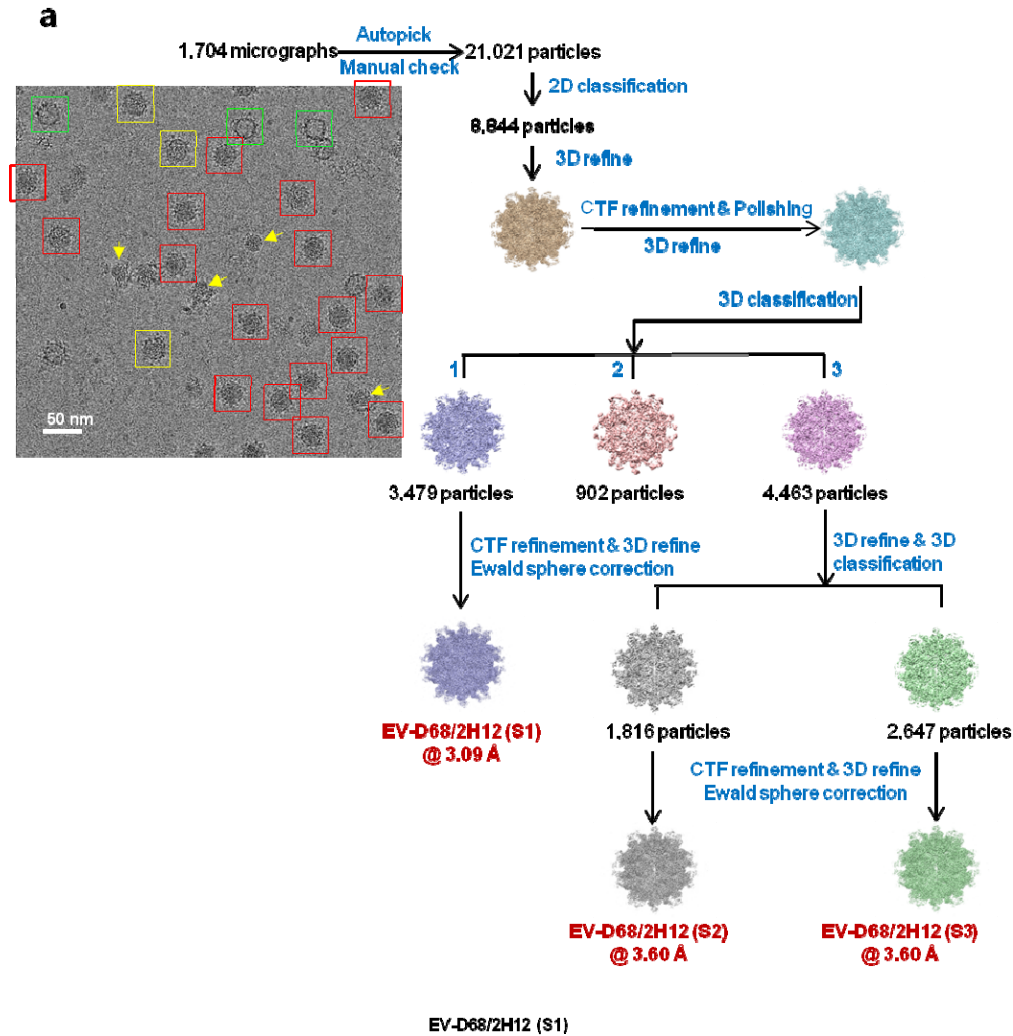 a
1,704 micrographs
Autopick
Manual check
21,021 particles
2D classification
8,844 particles
3D refine
CTF refinement & Polishing
3D refine
3D classification
50 nm
1
2
3
3,479 particles
902 particles
4,463 particles
CTF refinement & 3D refine
Ewald sphere correction
3D refine & 3D
classification
EV-D68/2H12 (S1)
@ 3.09 Å
1,816 particles
2,647 particles
CTF refinement & 3D refine
Ewald sphere correction
EV-D68/2H12 (S2)
@ 3.60 Å
EV-D68/2H12 (S3)
@ 3.60 Å
EV-D68/2H12 (S1)